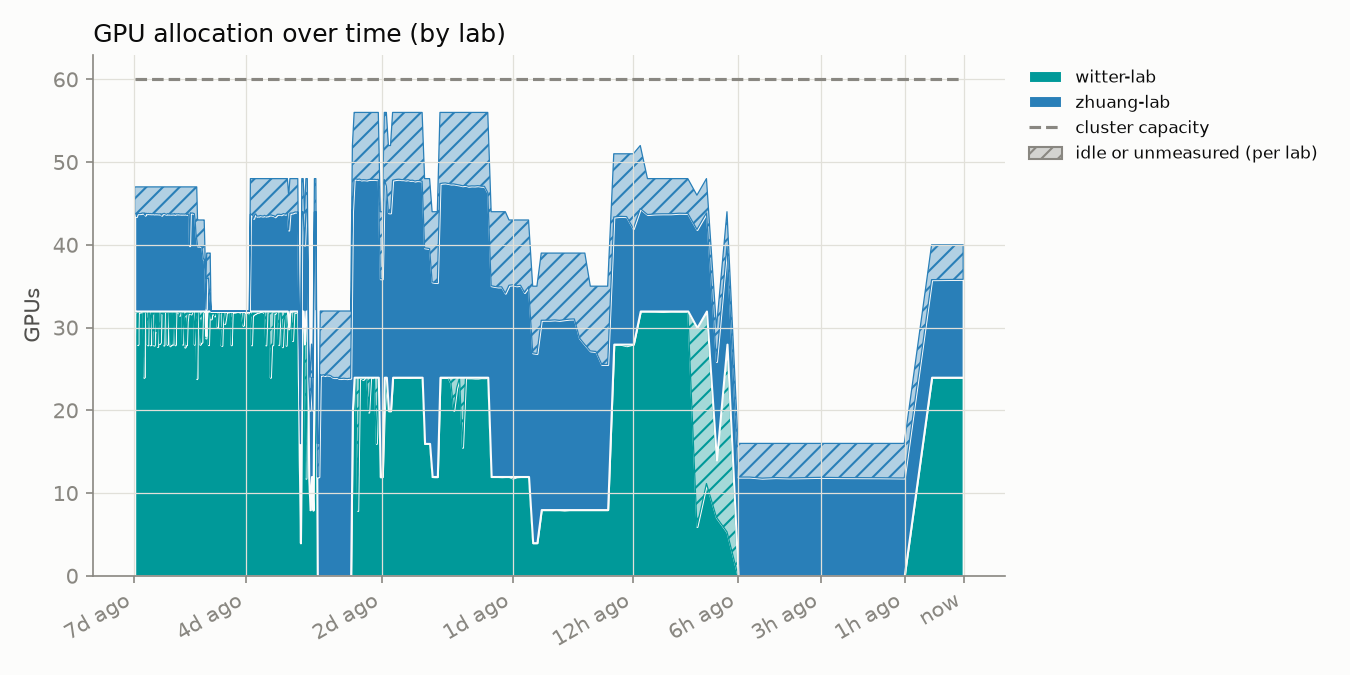 GPU allocation over time (by lab)
witter-lab
zhuang-lab
cluster capacity
idle or unmeasured (per lab)
GPUs
60
50
40
30
20
10
0
7d ago
4d ago
2d ago
1d ago
12h ago
6h ago
3h ago
1h ago
now